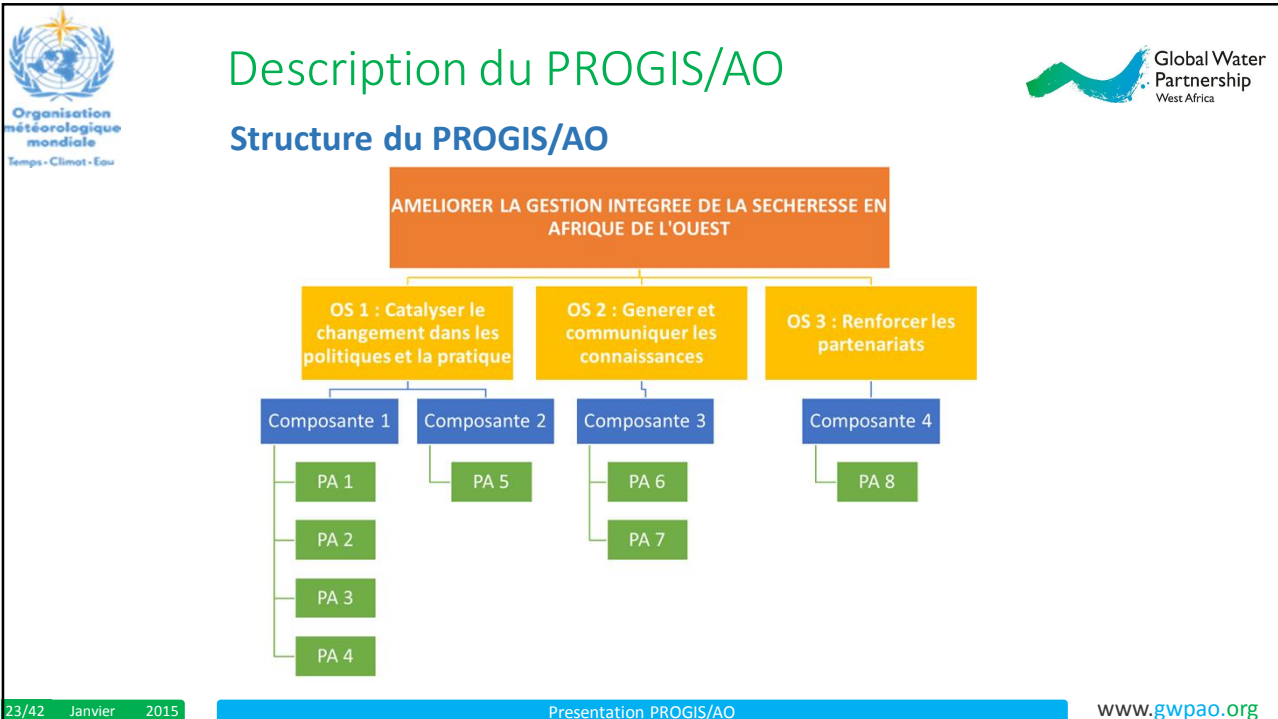 Organisation
météorologique
mondiale
Temps • Climat • Eau
Description du PROGIS/AO
Global Water
Partnership
West Africa
Structure du PROGIS/AO
AMELIORER LA GESTION INTEGREE DE LA SECHERESSE EN
AFRIQUE DE L'OUEST
OS 1 : Catalyser le
changement dans les
politiques et la pratique
OS 2 : Generer et
communiquer les
connaissances
OS 3 : Renforcer les
partenariats
Composante 1
Composante 2
Composante 3
Composante 4
PA 1
PA 5
PA 6
PA 8
PA 2
PA 7
PA 3
PA 4
23/42 Janvier 2015
Presentation PROGIS/AO
www.gwpao.org